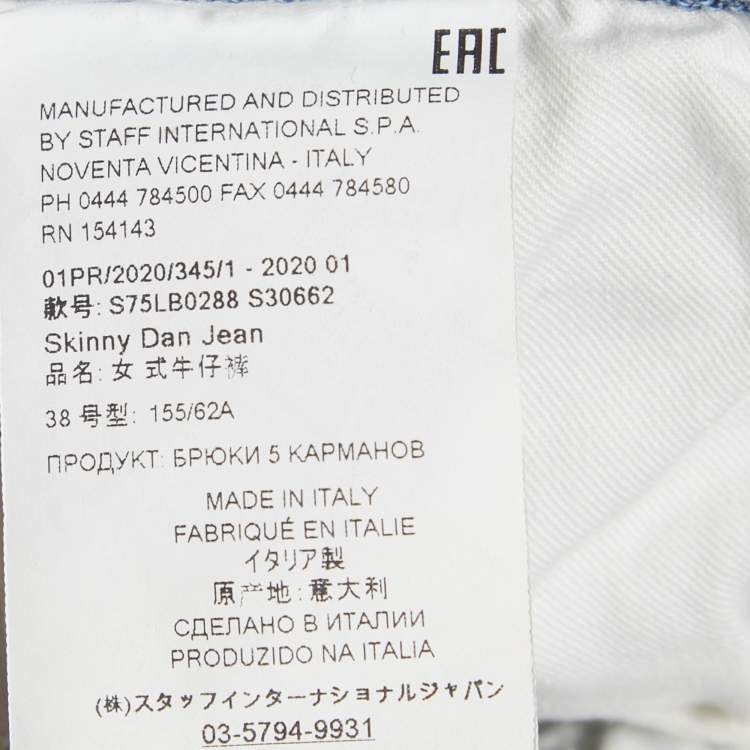 EAC
MANUFACTURED AND DISTRIBUTED
BY STAFF INTERNATIONAL S.P.A.
NOVENTA VICENTINA - ITALY
PH 0444 784500 FAX 0444 784580
RN 154143
01PR/2020/345/1 - 2020 01
款号: S75LB0288 S30662
Skinny Dan Jean
品名: 女 式牛仔裤
38 号型: 155/62A
ПРОДУКТ: БРЮКИ 5 КАРМАНОВ
MADE IN ITALY
FABRIQUÉ EN ITALIE
イタリア製
原产地: 意大利
СДЕЛАНО В ИТАЛИИ
PRODUZIDO NA ITALIA
(株)スタッフインターナショナルジャパン
03-5794-9931